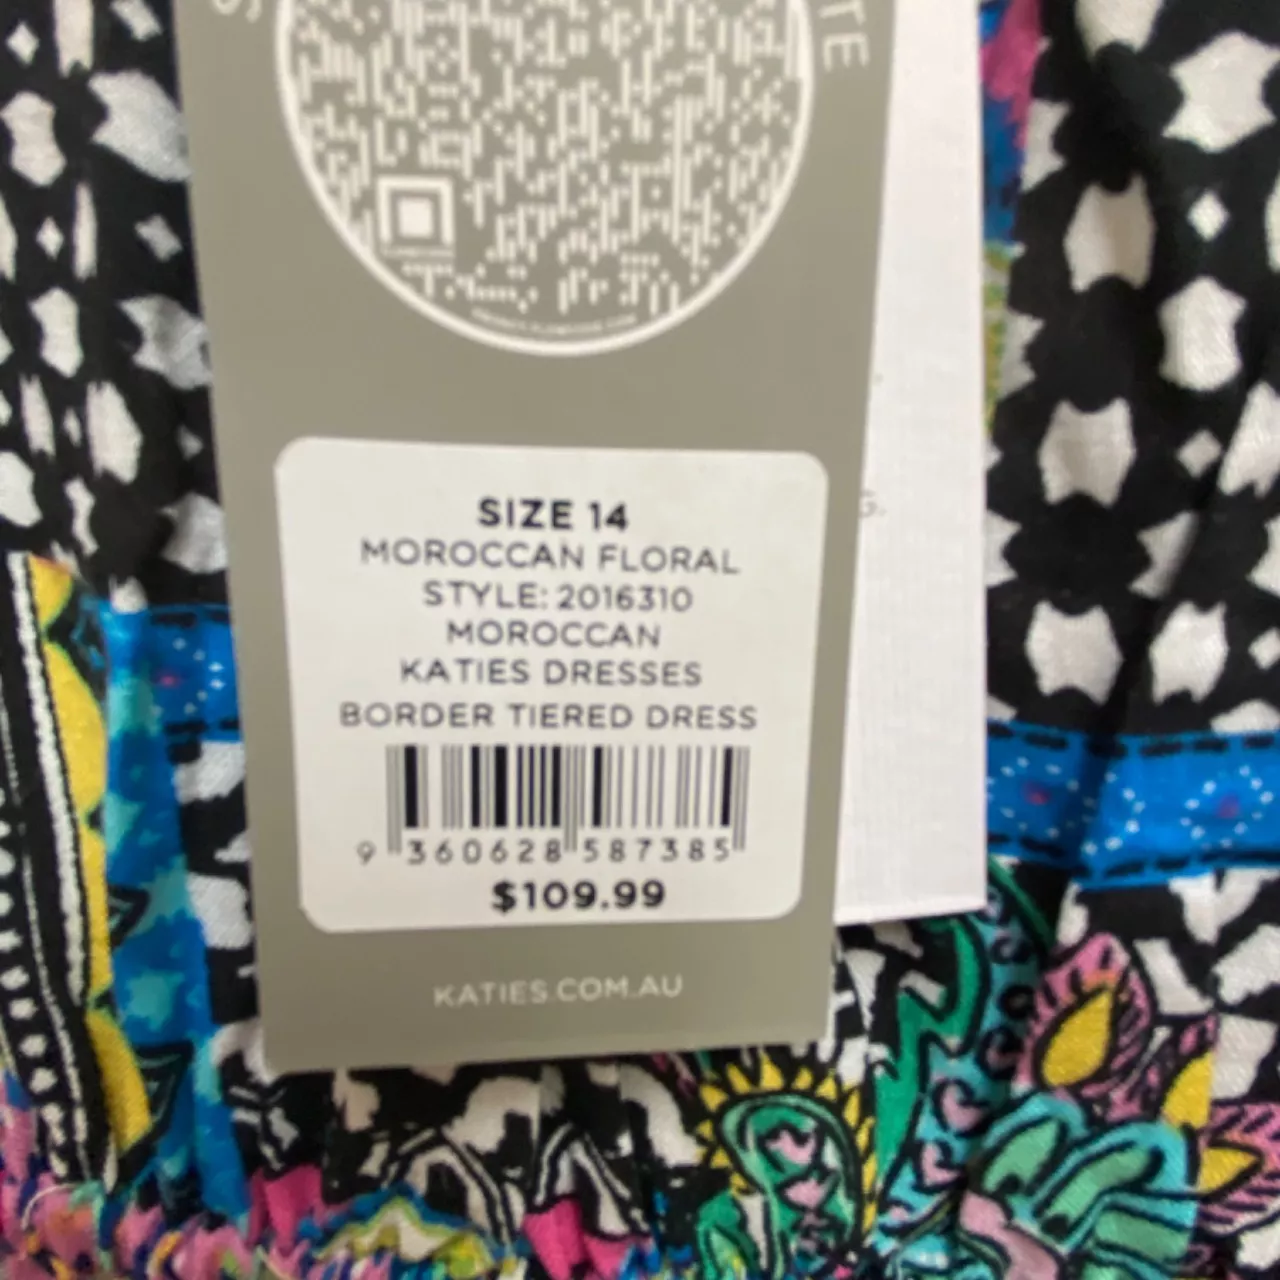 SIZE 14
MOROCCAN FLORAL
STYLE: 2016310
MOROCCAN
KATIES DRESSES
BORDER TIERED DRESS
9 360628 587385
$109.99
KATIES.COM.AU